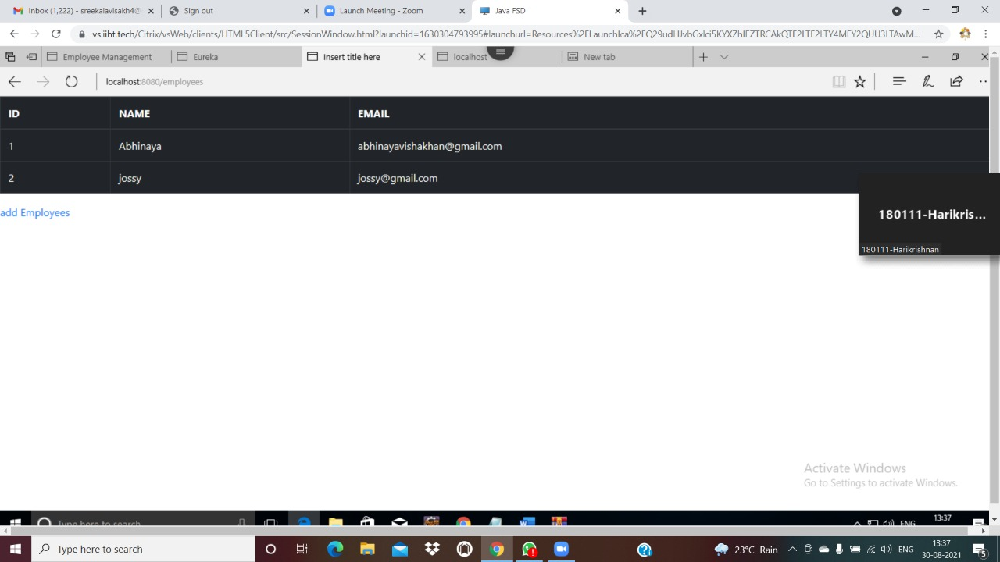 Inbox (1,222) - sreekalavisakh4@
Sign out
Launch Meeting - Zoom
Java FSD
vs.iiht.tech/Citrix/vsWeb/clients/HTML5Client/src/SessionWindow.html?launchid=1630304793995#launchurl=Resources%2FLaunchIca%2FQ29udHJvbGxlci5KYXZhIEZTRCAkQTE2LTE2LTY4MEY2QUU3LTAwM...
Employee Management
Eureka
Insert title here
localhost
New tab
localhost:8080/employees
ID NAME EMAIL
1 Abhinaya abhinayavishakhan@gmail.com
2 jossy jossy@gmail.com
add Employees
180111-Harikris...
180111-Harikrishnan
Activate Windows
Go to Settings to activate Windows.
Type here to search
ENG
13:37
Type here to search
23°C Rain
ENG
13:37
30-08-2021
5